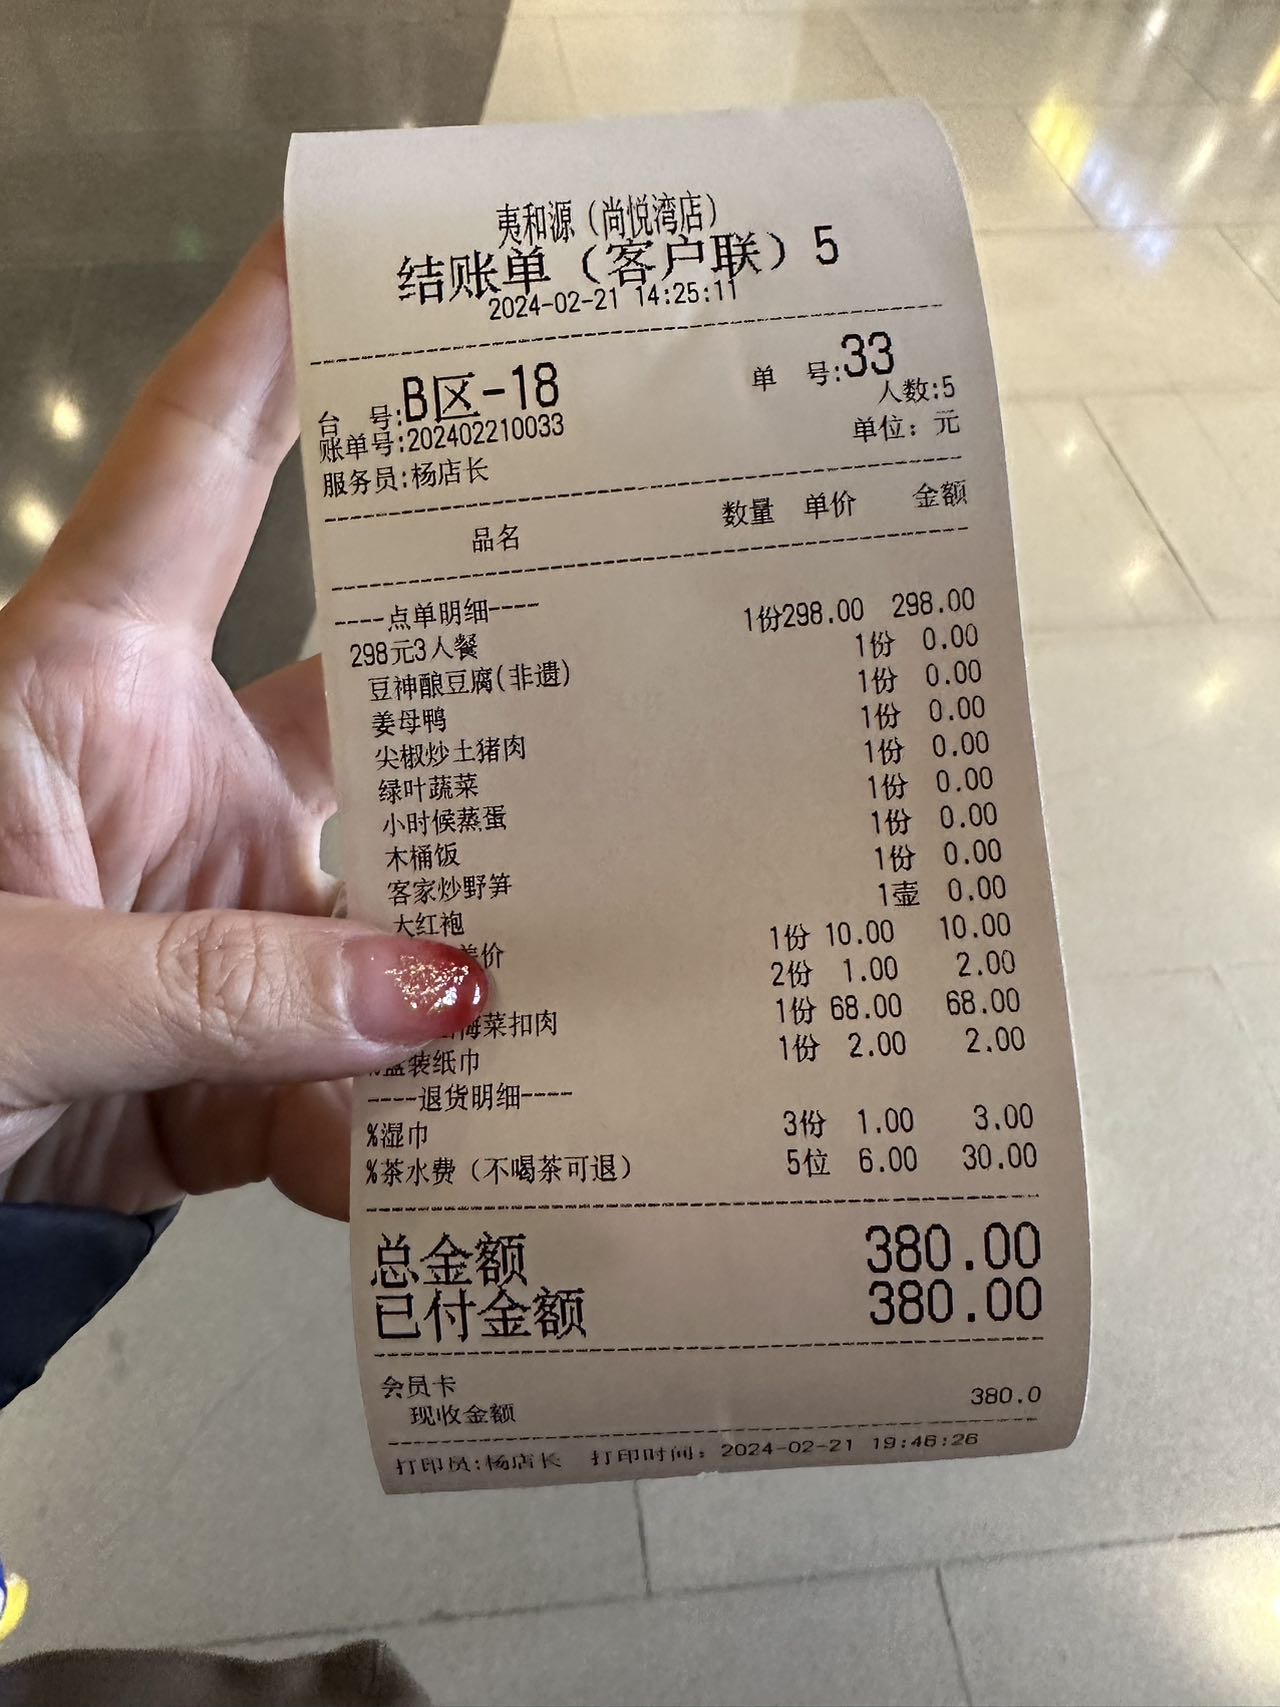 夷和源（尚悦湾店）
结账单（客户联）5
2024-02-21 14:25:11
台 号:B区-18 单 号:33
账单号:202402210033 人数:5
服务员:杨店长 单位：元
品名 数量 单价 金额
----点单明细----
298元3人餐 1份298.00 298.00
豆神酿豆腐(非遗) 1份 0.00
姜母鸭 1份 0.00
尖椒炒土猪肉 1份 0.00
绿叶蔬菜 1份 0.00
小时候蒸蛋 1份 0.00
木桶饭 1份 0.00
客家炒野笋 1份 0.00
大红袍 1壶 0.00
差价 1份 10.00 10.00
2份 1.00 2.00
梅菜扣肉 1份 68.00 68.00
%盒装纸巾 1份 2.00 2.00
----退货明细----
%湿巾 3份 1.00 3.00
%茶水费（不喝茶可退） 5位 6.00 30.00
总金额 380.00
已付金额 380.00
会员卡
现收金额 380.0
打印员:杨店长 打印时间：2024-02-21 19:46:26